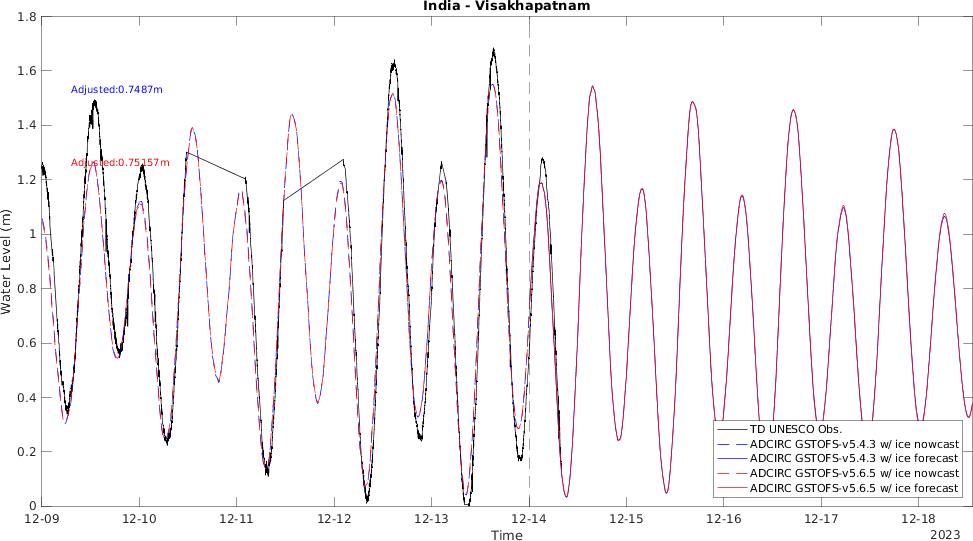 India - Visakhapatnam
1.8
1.6
1.4
1.2
1
0.8
0.6
0.4
0.2
0
Water Level (m)
Adjusted:0.7487m
Adjusted:0.75157m
TD UNESCO Obs.
ADCIRC GSTOFS-v5.4.3 w/ ice nowcast
ADCIRC GSTOFS-v5.4.3 w/ ice forecast
ADCIRC GSTOFS-v5.6.5 w/ ice nowcast
ADCIRC GSTOFS-v5.6.5 w/ ice forecast
12-09 12-10 12-11 12-12 12-13 12-14 12-15 12-16 12-17 12-18
Time
2023